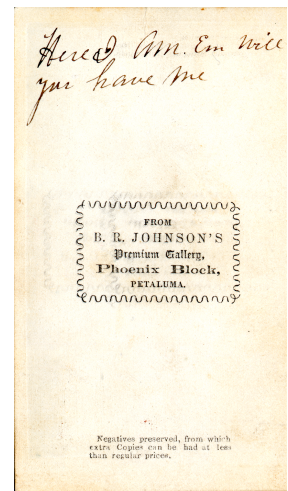 Here I Am. Em Will
you have me
FROM
B. R. JOHNSON'S
Premium Gallery,
Phoenix Block,
PETALUMA.
Negatives preserved, from which
extra Copies can be had at less
than regular prices.